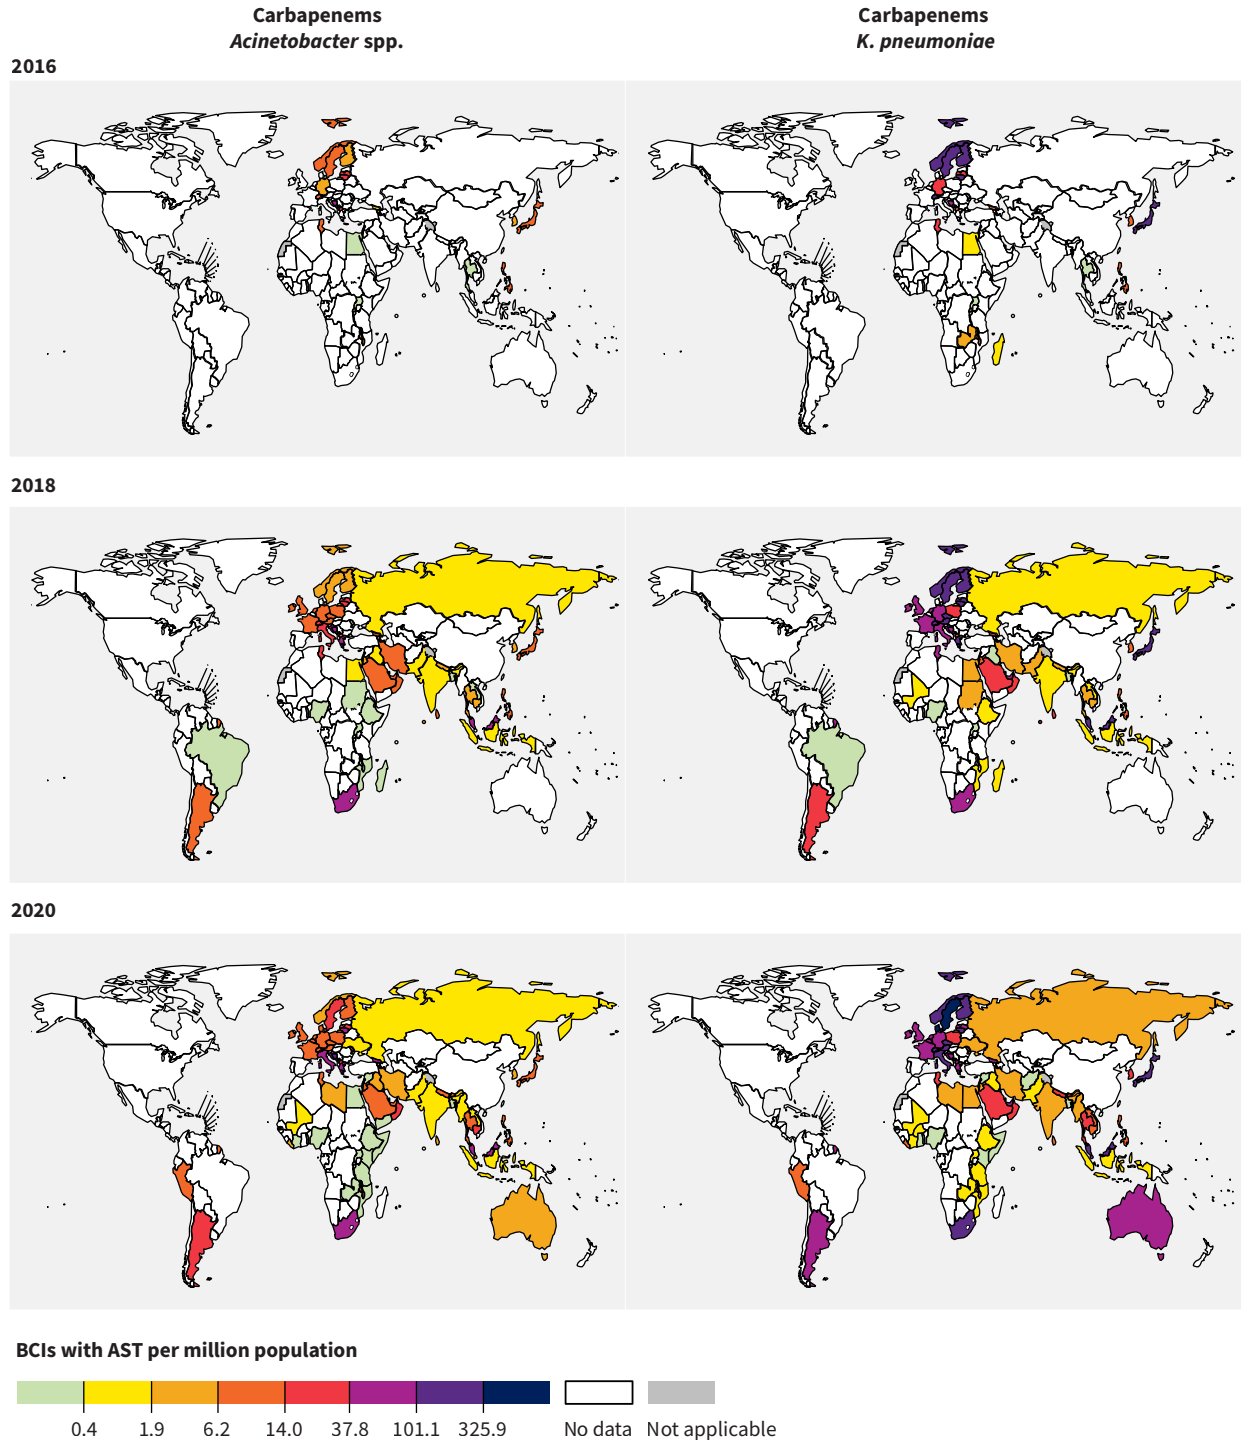 Carbapenems
Acinetobacter spp.
Carbapenems
K. pneumoniae
2016
2018
2020
BCIs with AST per million population
0.4 1.9 6.2 14.0 37.8 101.1 325.9 No data Not applicable